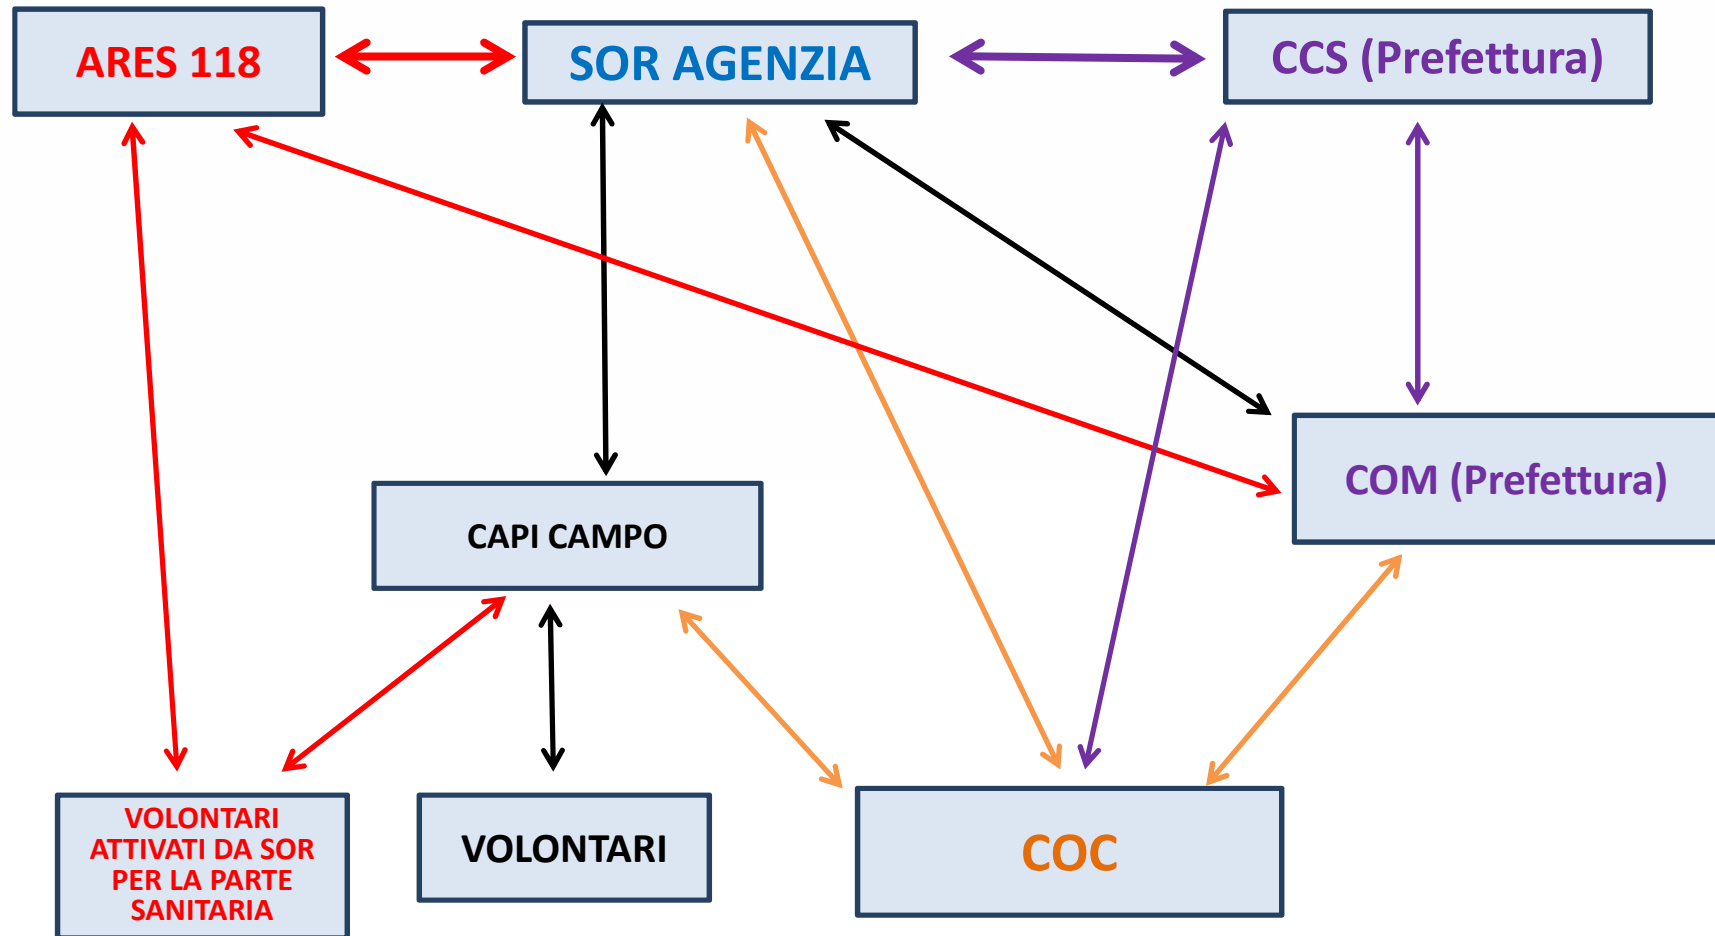 ARES 118
SOR AGENZIA
CCS (Prefettura)
COM (Prefettura)
CAPI CAMPO
VOLONTARI
ATTIVATI DA SOR
PER LA PARTE
SANITARIA
VOLONTARI
COC